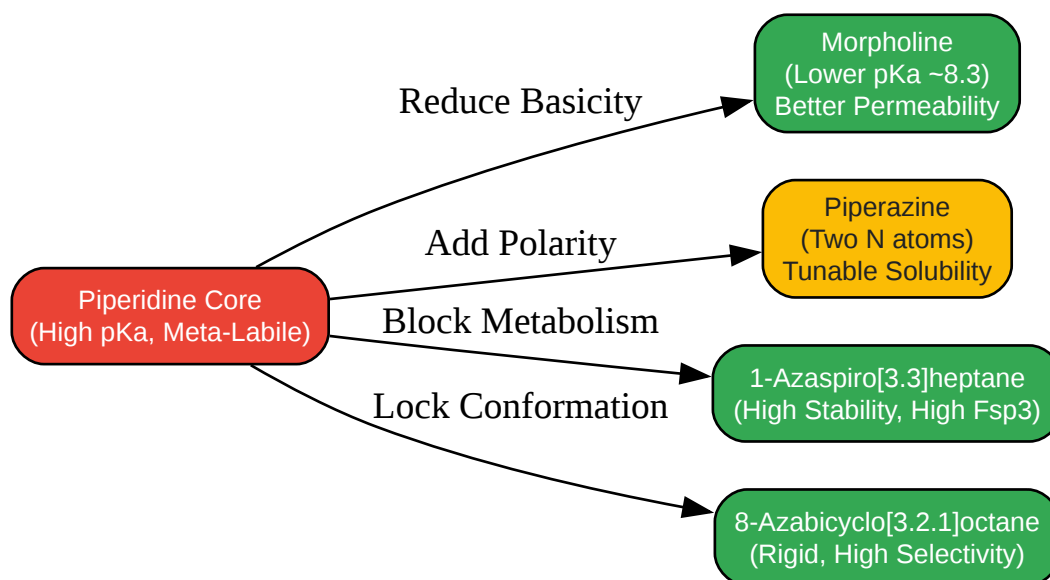 Morpholine
(Lower pKa ~8.3)
Better Permeability
Reduce Basicity
Piperazine
(Two N atoms)
Tunable Solubility
Add Polarity
Piperidine Core
(High pKa, Meta-Labile)
Block Metabolism
1-Azaspiro[3.3]heptane
(High Stability, High Fsp3)
Lock Conformation
8-Azabicyclo[3.2.1]octane
(Rigid, High Selectivity)